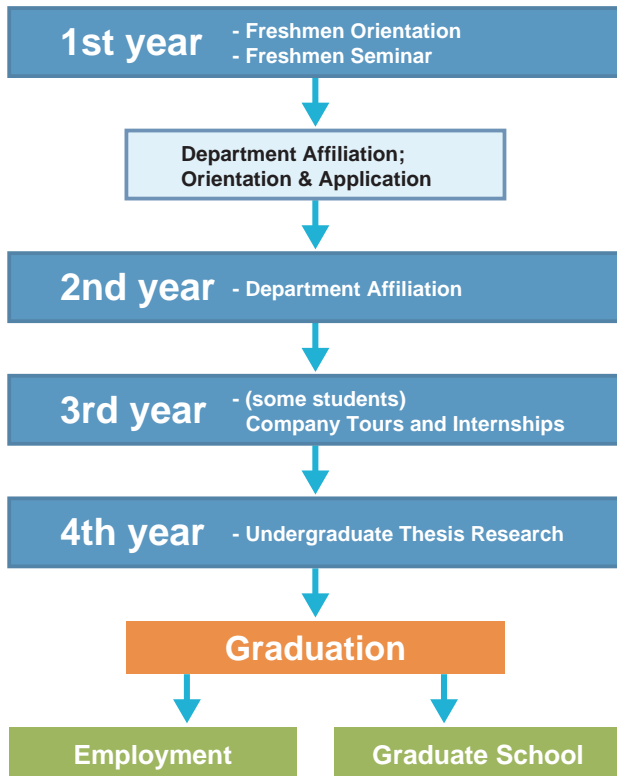 1st year
- Freshmen Orientation
- Freshmen Seminar
Department Affiliation;
Orientation & Application
2nd year
- Department Affiliation
3rd year
- (some students)
Company Tours and Internships
4th year
- Undergraduate Thesis Research
Graduation
Employment
Graduate School